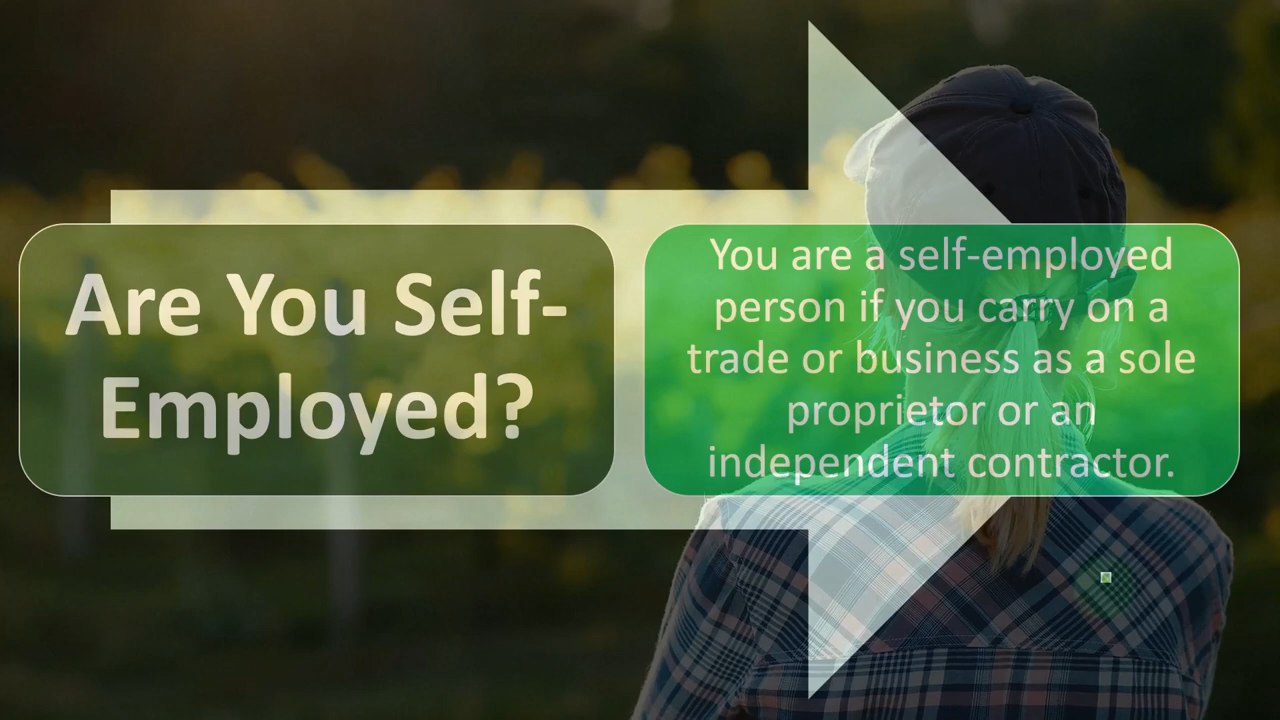 Are You Self-
Employed?
You are a self-employed
person if you carry on a
trade or business as a sole
proprietor or an
independent contractor.